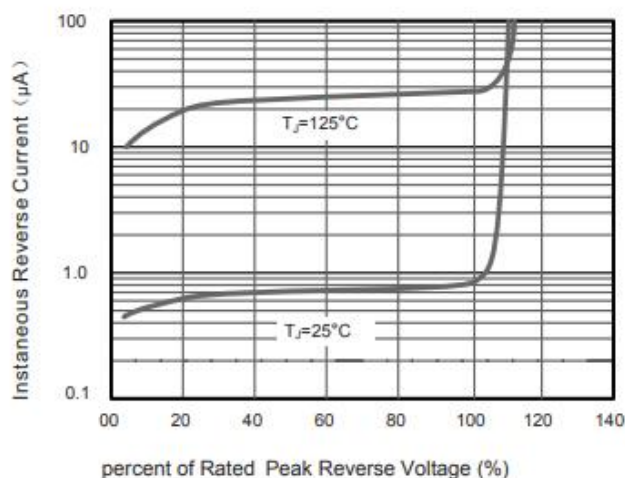 100
10
1.0
0.1
Instaneous Reverse Current (μA)
TJ=125°C
TJ=25°C
00 20 40 60 80 100 120 140
percent of Rated Peak Reverse Voltage (%)